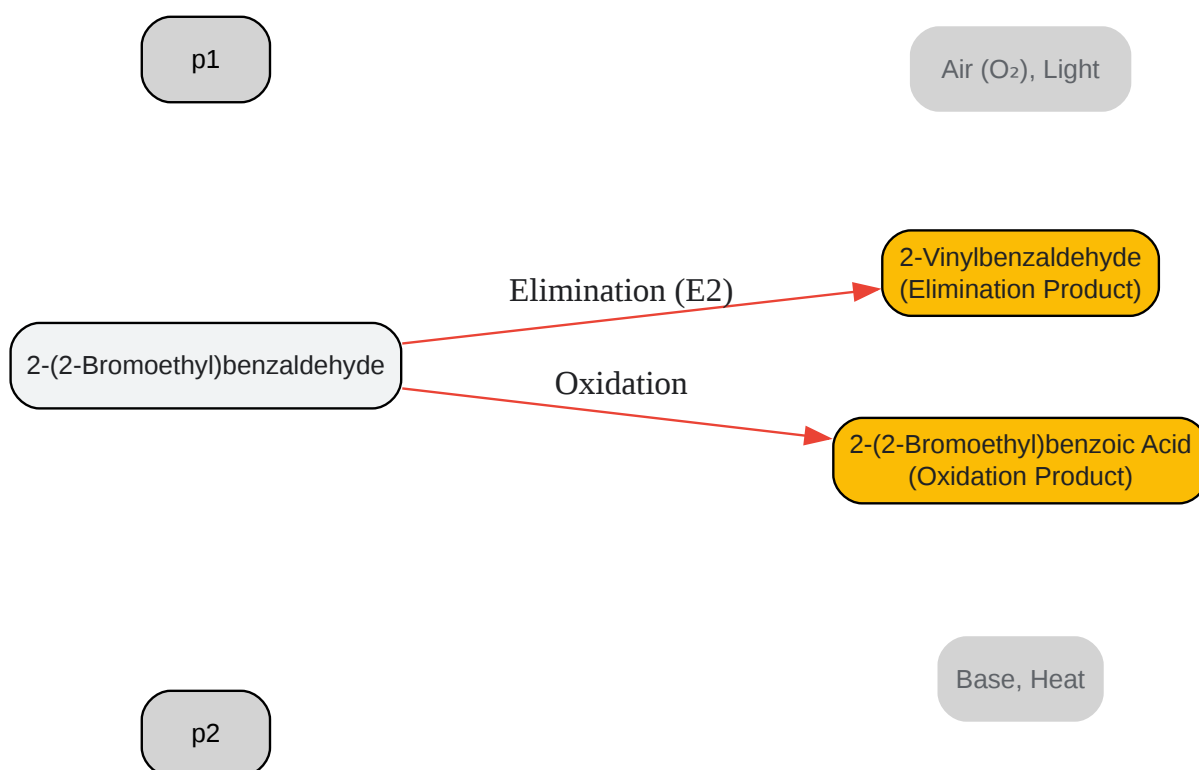 p1
Air (O₂), Light
2-Vinylbenzaldehyde
(Elimination Product)
Elimination (E2)
2-(2-Bromoethyl)benzaldehyde
Oxidation
2-(2-Bromoethyl)benzoic Acid
(Oxidation Product)
Base, Heat
p2